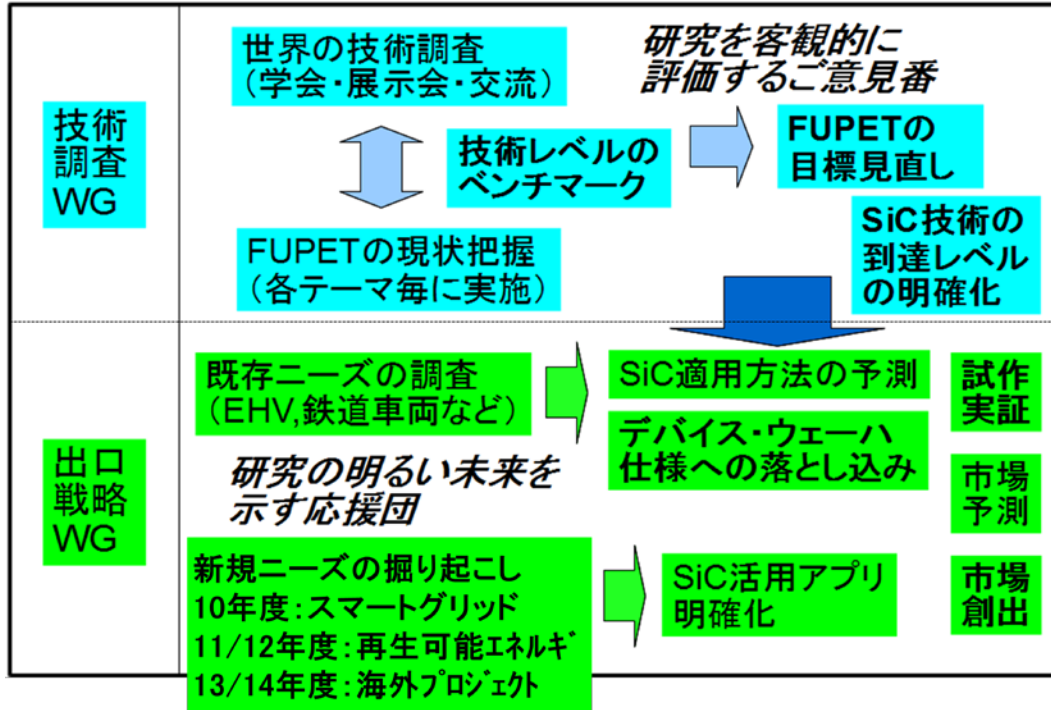 技術
調査
WG
世界の技術調査
（学会・展示会・交流）
研究を客観的に
評価するご意見番
技術レベルの
ベンチマーク
FUPETの
目標見直し
FUPETの現状把握
（各テーマ毎に実施）
SiC技術の
到達レベル
の明確化
出口
戦略
WG
既存ニーズの調査
（EHV,鉄道車両など）
SiC適用方法の予測
デバイス・ウェーハ
仕様への落とし込み
試作
実証
研究の明るい未来を
示す応援団
市場
予測
新規ニーズの掘り起こし
10年度：スマートグリッド
11/12年度：再生可能エネルギ
13/14年度：海外プロジェクト
SiC活用アプリ
明確化
市場
創出